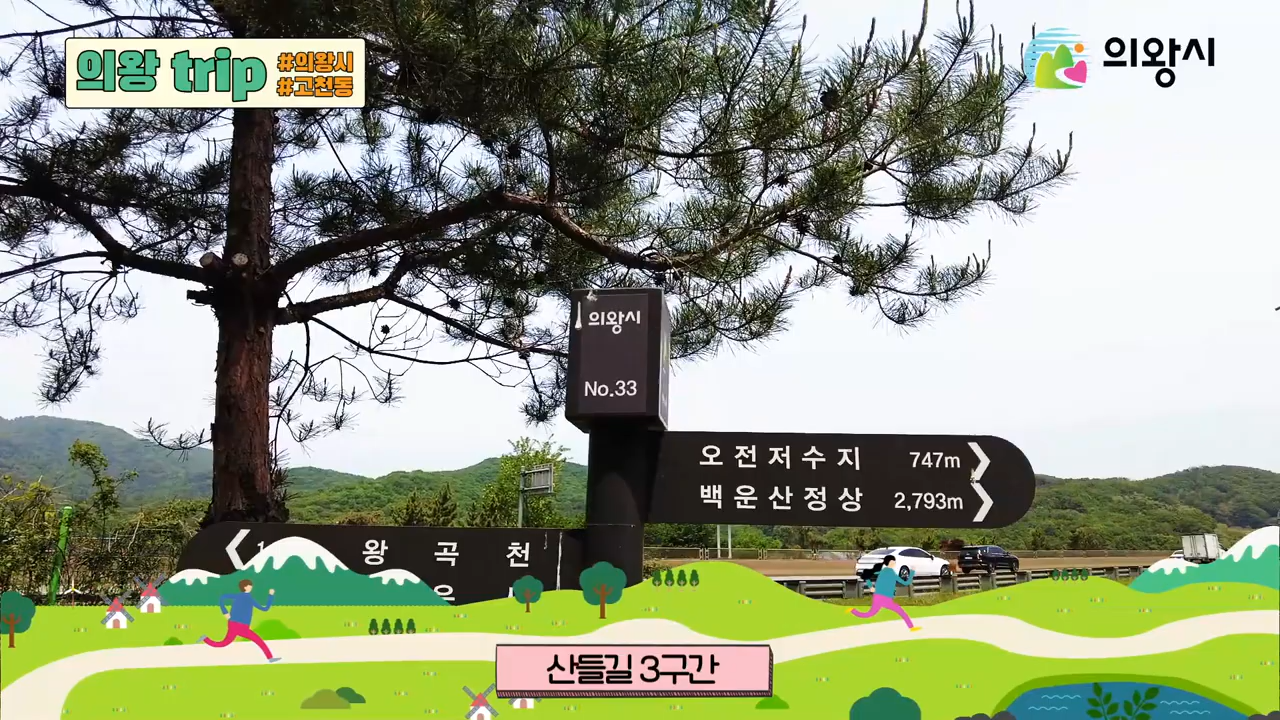 의왕 trip
#의왕시
#고천동
의왕시
의왕시
No.33
오전저수지 747m
백운산정상 2,793m
왕곡천
산들길 3구간